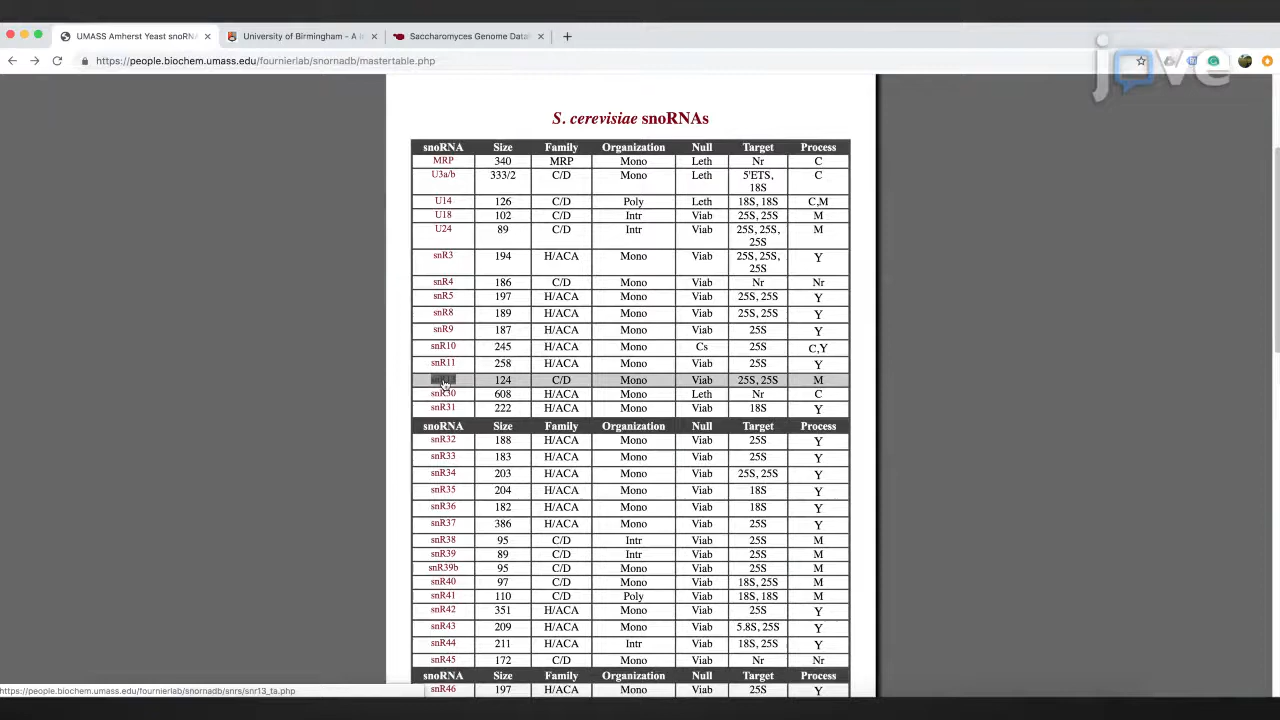 UMASS Amherst Yeast snoRN
University of Birmingham - A
Saccharomyces Genome Data
https://people.biochem.umass.edu/fournierlab/snornadb/mastertable.php
jove
S. cerevisiae snoRNAs
snoRNA Size Family Organization Null Target Process
MRP 340 MRP Mono Leth Nr C
U3a/b 333/2 C/D Mono Leth 5'ETS, C
18S
U14 126 C/D Poly Leth 18S, 18S C,M
U18 102 C/D Intr Viab 25S, 25S M
U24 89 C/D Intr Viab 25S, 25S, M
25S
snR3 194 H/ACA Mono Viab 25S, 25S, Y
25S
snR4 186 C/D Mono Viab Nr Nr
snR5 197 H/ACA Mono Viab 25S, 25S Y
snR8 189 H/ACA Mono Viab 25S, 25S Y
snR9 187 H/ACA Mono Viab 25S Y
snR10 245 H/ACA Mono Cs 25S C,Y
snR11 258 H/ACA Mono Viab 25S Y
124 C/D Mono Viab 25S, 25S M
snR30 608 H/ACA Mono Leth Nr C
snR31 222 H/ACA Mono Viab 18S Y
snoRNA Size Family Organization Null Target Process
snR32 188 H/ACA Mono Viab 25S Y
snR33 183 H/ACA Mono Viab 25S Y
snR34 203 H/ACA Mono Viab 25S, 25S Y
snR35 204 H/ACA Mono Viab 18S Y
snR36 182 H/ACA Mono Viab 18S Y
snR37 386 H/ACA Mono Viab 25S Y
snR38 95 C/D Intr Viab 25S M
snR39 89 C/D Intr Viab 25S M
snR39b 95 C/D Mono Viab 25S M
snR40 97 C/D Mono Viab 18S, 25S M
snR41 110 C/D Poly Viab 18S, 18S M
snR42 351 H/ACA Mono Viab 25S Y
snR43 209 H/ACA Mono Viab 5.8S, 25S Y
snR44 211 H/ACA Intr Viab 18S, 25S Y
snR45 172 C/D Mono Viab Nr Nr
snoRNA Size Family Organization Null Target Process
snR46 197 H/ACA Mono Viab 25S Y
https://people.biochem.umass.edu/fournierlab/snornadb/snrs/snr13_ta.php